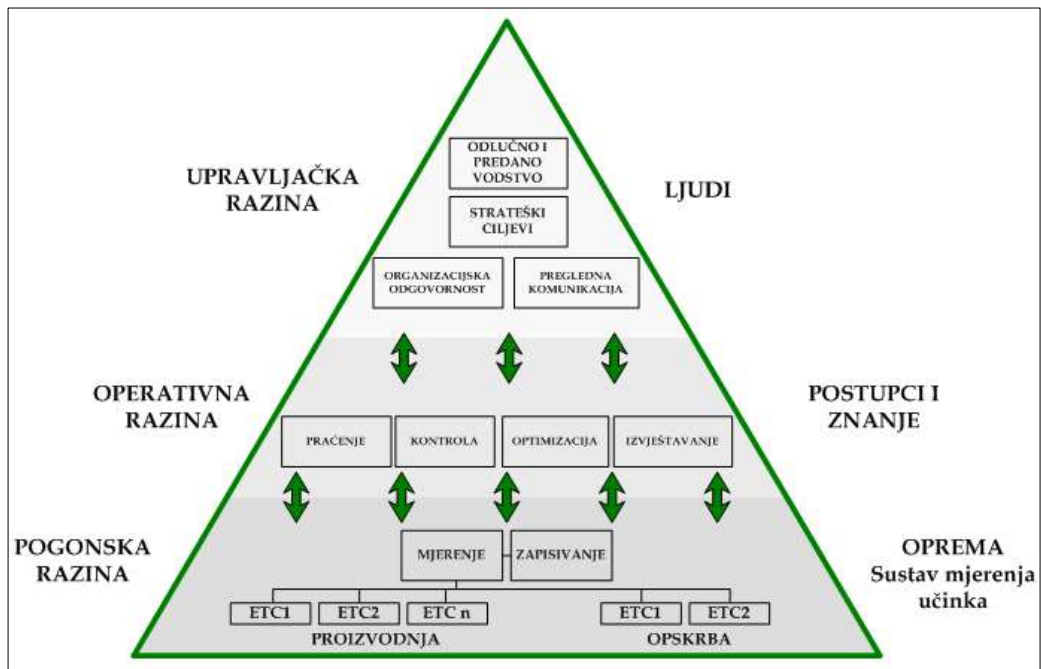 ODLUČNO I
PREDANO
VODSTVO
UPRAVLJAČKA
RAZINA
LJUDI
STRATEŠKI
CILJEVI
ORGANIZACIJSKA
ODGOVORNOST
PREGLEDNA
KOMUNIKACIJA
OPERATIVNA
RAZINA
POSTUPCI I
ZNANJE
PRAĆENJE
KONTROLA
OPTIMIZACIJA
IZVJEŠTAVANJE
POGONSKA
RAZINA
MJERENJE
ZAPISIVANJE
OPREMA
Sustav mjerenja
učinka
ETC1
ETC2
ETC n
ETC1
ETC2
PROIZVODNJA
OPSKRBA